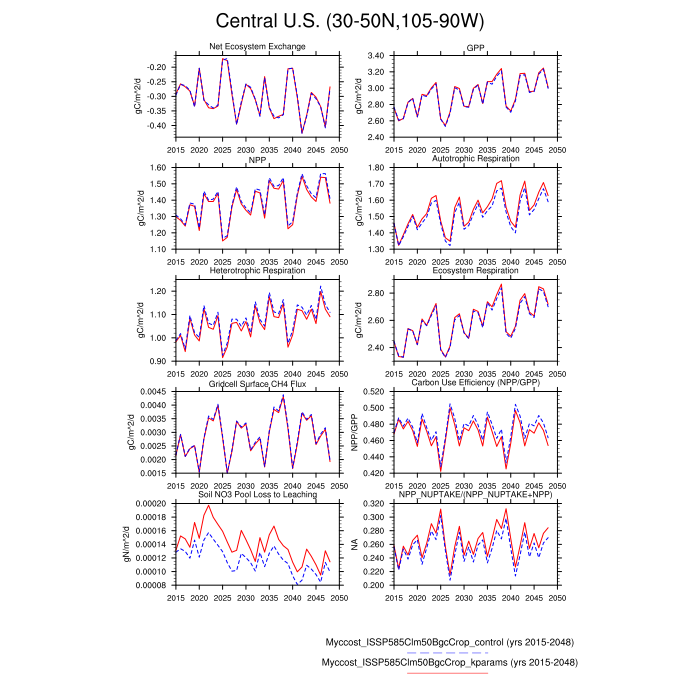 Central U.S. (30-50N,105-90W)
Net Ecosystem Exchange
GPP
gC/m^2/d
-0.20
-0.25
-0.30
-0.35
-0.40
2015 2020 2025 2030 2035 2040 2045 2050
gC/m^2/d
3.40
3.20
3.00
2.80
2.60
2.40
2015 2020 2025 2030 2035 2040 2045 2050
NPP
Autotrophic Respiration
gC/m^2/d
1.60
1.50
1.40
1.30
1.20
1.10
2015 2020 2025 2030 2035 2040 2045 2050
gC/m^2/d
1.80
1.70
1.60
1.50
1.40
1.30
2015 2020 2025 2030 2035 2040 2045 2050
Heterotrophic Respiration
Ecosystem Respiration
gC/m^2/d
1.20
1.10
1.00
0.90
2015 2020 2025 2030 2035 2040 2045 2050
gC/m^2/d
2.80
2.60
2.40
2015 2020 2025 2030 2035 2040 2045 2050
Gridcell Surface CH4 Flux
Carbon Use Efficiency (NPP/GPP)
gC/m^2/d
0.0045
0.0040
0.0035
0.0030
0.0025
0.0020
0.0015
2015 2020 2025 2030 2035 2040 2045 2050
NPP/GPP
0.520
0.500
0.480
0.460
0.440
0.420
2015 2020 2025 2030 2035 2040 2045 2050
Soil NO3 Pool Loss to Leaching
NPP_NUPTAKE/(NPP_NUPTAKE+NPP)
gN/m^2/d
0.00020
0.00018
0.00016
0.00014
0.00012
0.00010
0.00008
2015 2020 2025 2030 2035 2040 2045 2050
NA
0.320
0.300
0.280
0.260
0.240
0.220
0.200
2015 2020 2025 2030 2035 2040 2045 2050
Myccost_ISSP585Clm50BgcCrop_control (yrs 2015-2048)
Myccost_ISSP585Clm50BgcCrop_kparams (yrs 2015-2048)